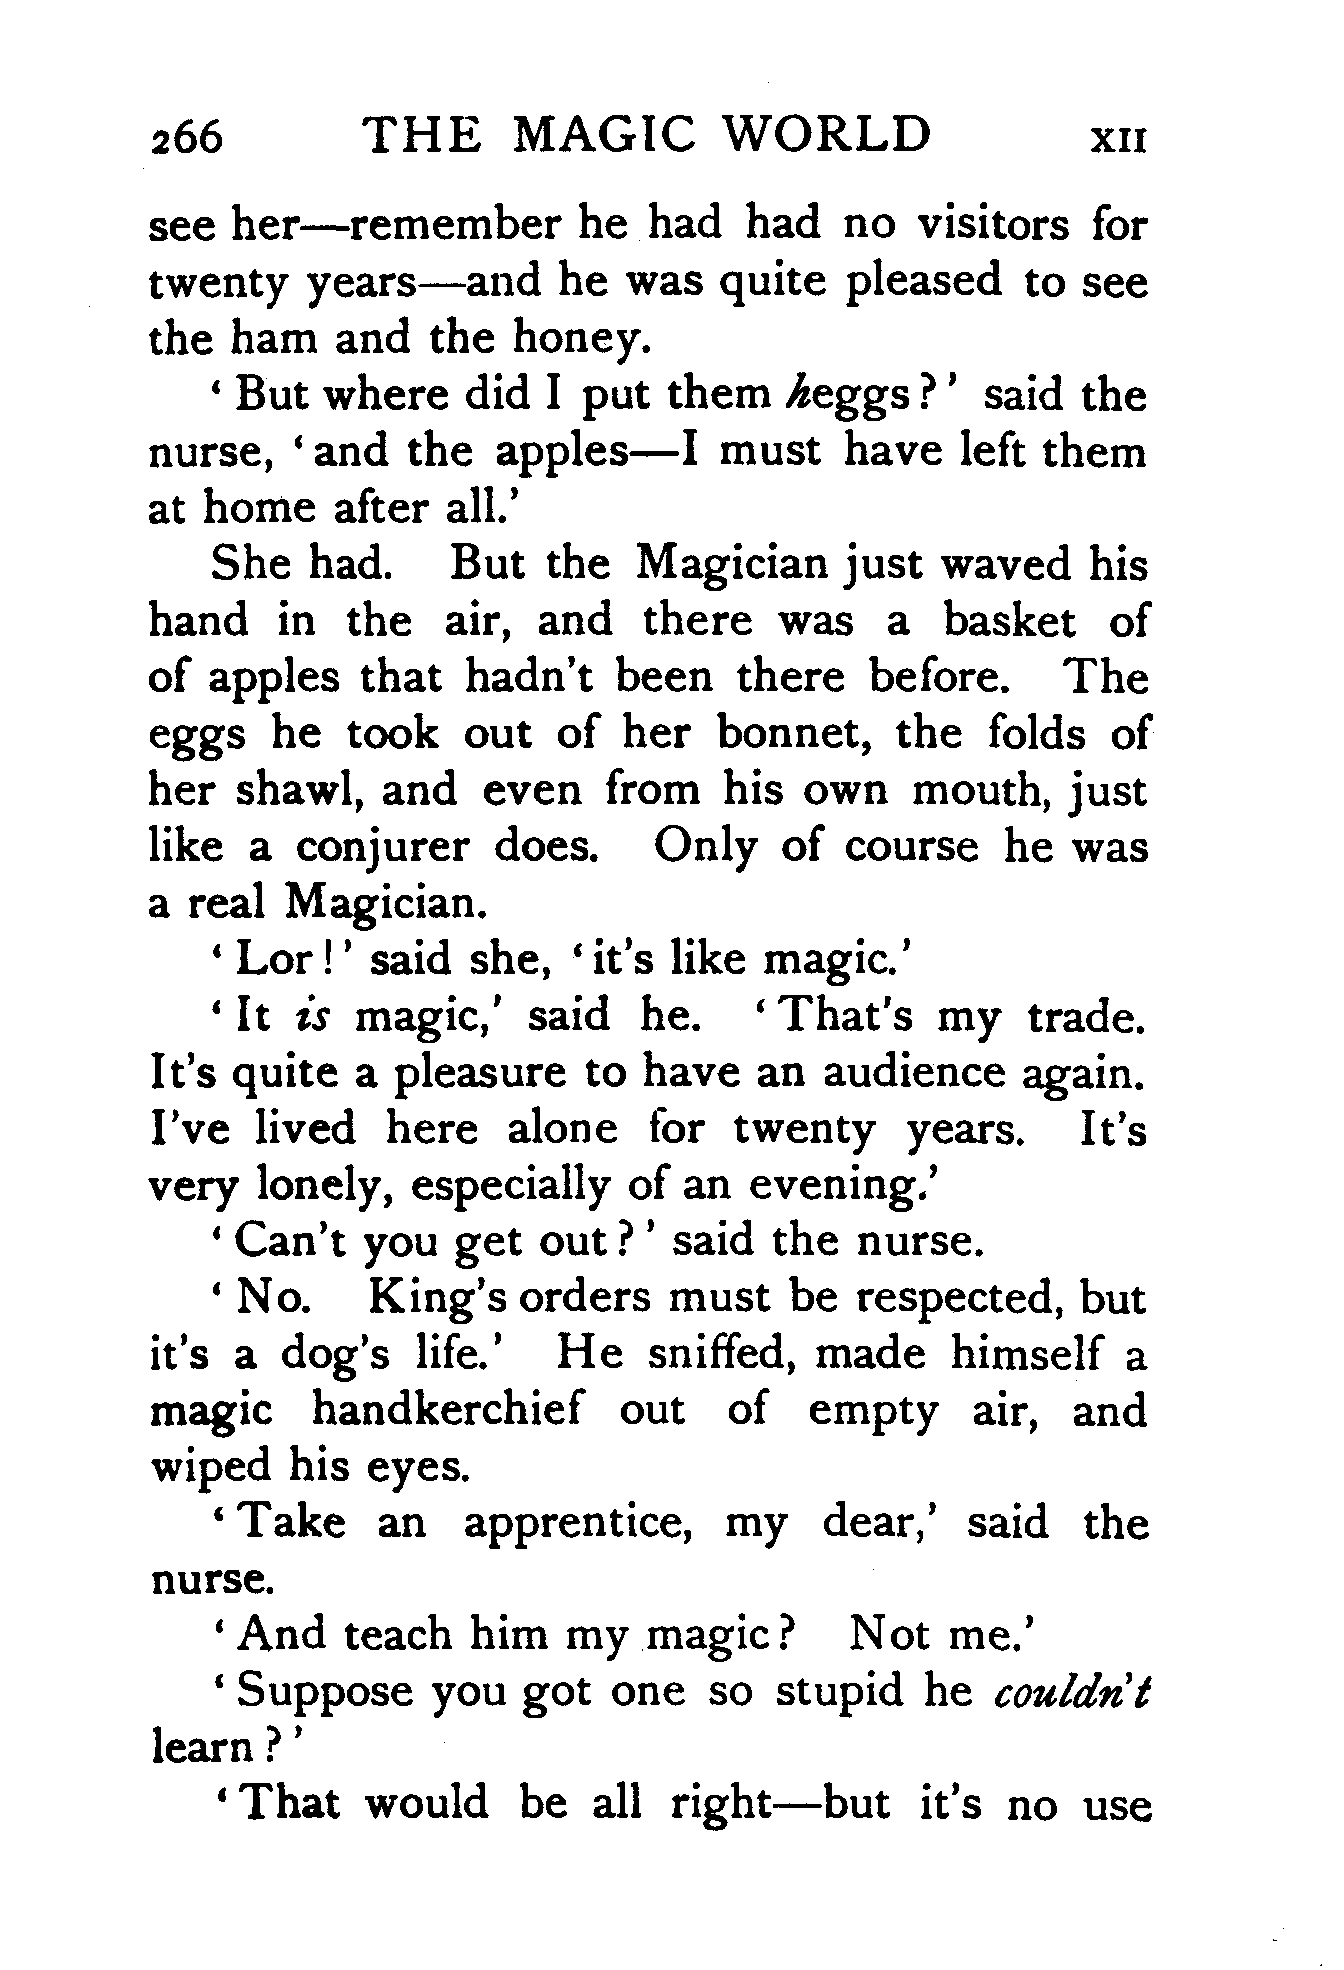 266 THE MAGIC WORLD XII
see her—remember he had had no visitors for
twenty years—and he was quite pleased to see
the ham and the honey.
‘ But where did I put them heggs ? ’ said the
nurse, ‘ and the apples—I must have left them
at home after all.’
She had. But the Magician just waved his
hand in the air, and there was a basket of
of apples that hadn’t been there before. The
eggs he took out of her bonnet, the folds of
her shawl, and even from his own mouth, just
like a conjurer does. Only of course he was
a real Magician.
‘ Lor ! ’ said she, ‘ it’s like magic.’
‘ It is magic,’ said he. ‘ That’s my trade.
It’s quite a pleasure to have an audience again.
I’ve lived here alone for twenty years. It’s
very lonely, especially of an evening.’
‘ Can’t you get out ? ’ said the nurse.
‘ No. King’s orders must be respected, but
it’s a dog’s life.’ He sniffed, made himself a
magic handkerchief out of empty air, and
wiped his eyes.
‘ Take an apprentice, my dear,’ said the
nurse.
‘ And teach him my magic ? Not me.’
‘ Suppose you got one so stupid he couldn’t
learn ? ’
‘ That would be all right—but it’s no use